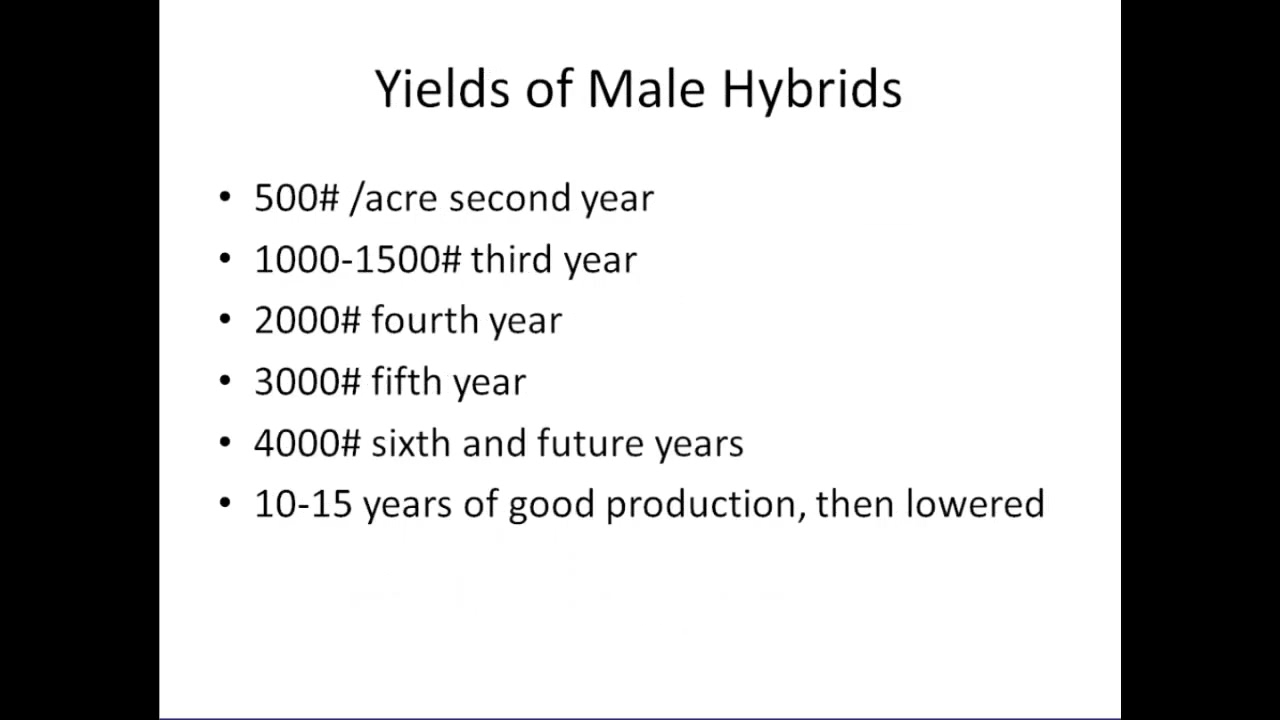 Yields of Male Hybrids
• 500# /acre second year
• 1000-1500# third year
• 2000# fourth year
• 3000# fifth year
• 4000# sixth and future years
• 10-15 years of good production, then lowered